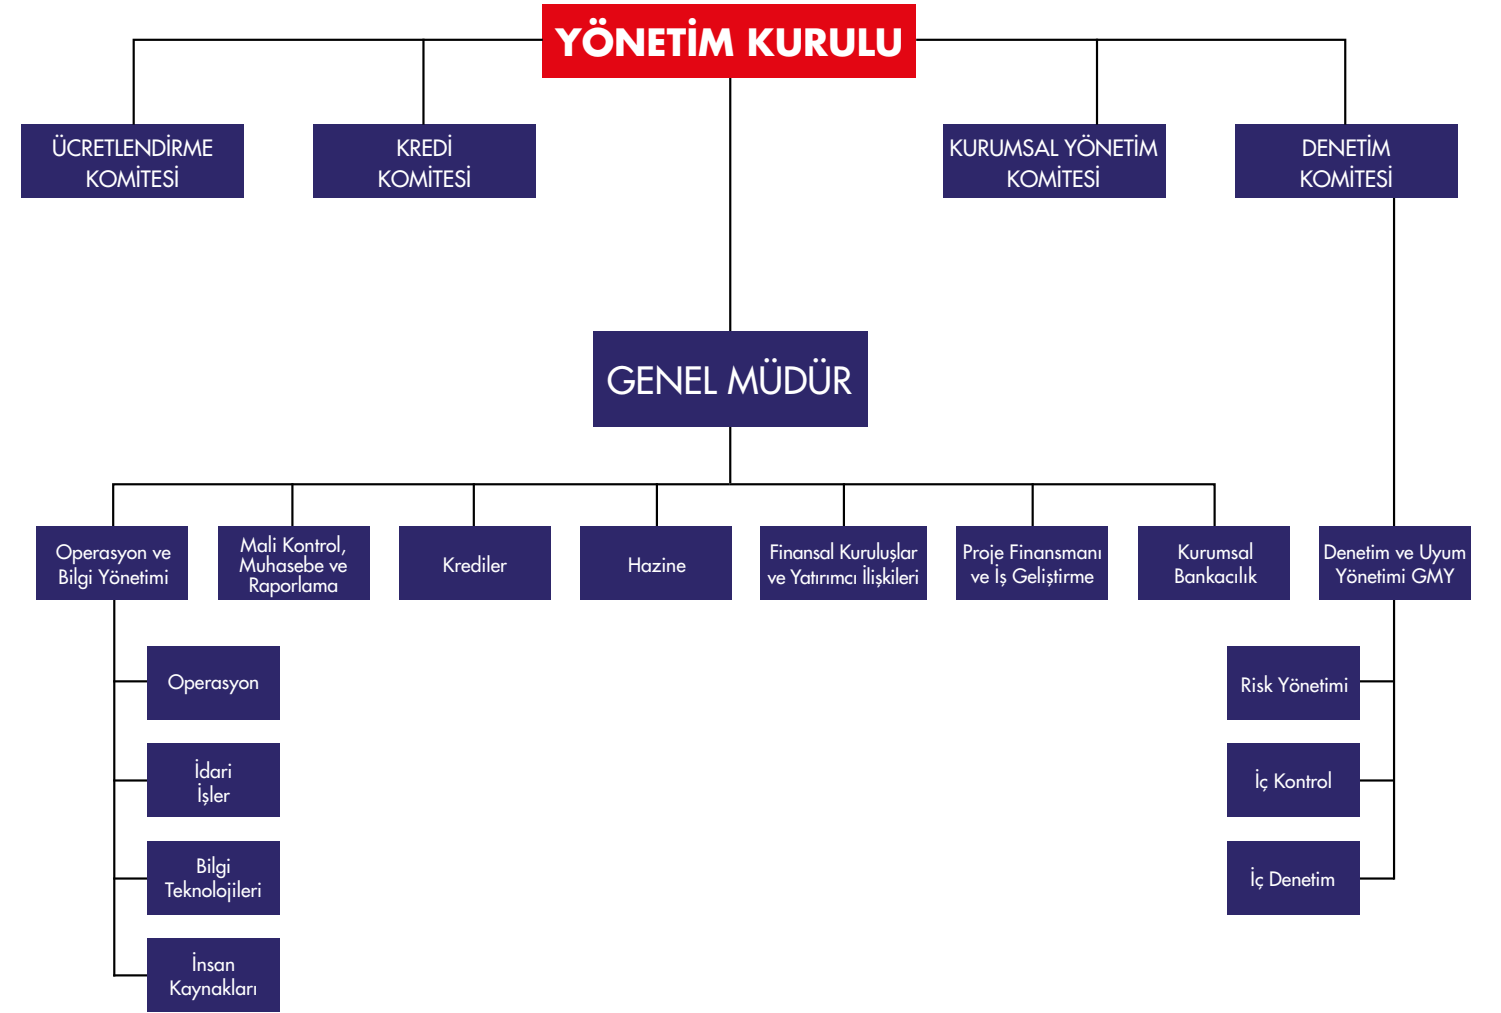 YÖNETİM KURULU
ÜCRETLENDİRME
KOMİTESİ
KREDİ
KOMİTESİ
KURUMSAL YÖNETİM
KOMİTESİ
DENETİM
KOMİTESİ
GENEL MÜDÜR
Operasyon ve
Bilgi Yönetimi
Mali Kontrol,
Muhasebe ve
Raporlama
Krediler
Hazine
Finansal Kuruluşlar
ve Yatırımcı İlişkileri
Proje Finansmanı
ve İş Geliştirme
Kurumsal
Bankacılık
Denetim ve Uyum
Yönetimi GMY
Operasyon
İdari
İşler
Bilgi
Teknolojileri
İnsan
Kaynakları
Risk Yönetimi
İç Kontrol
İç Denetim